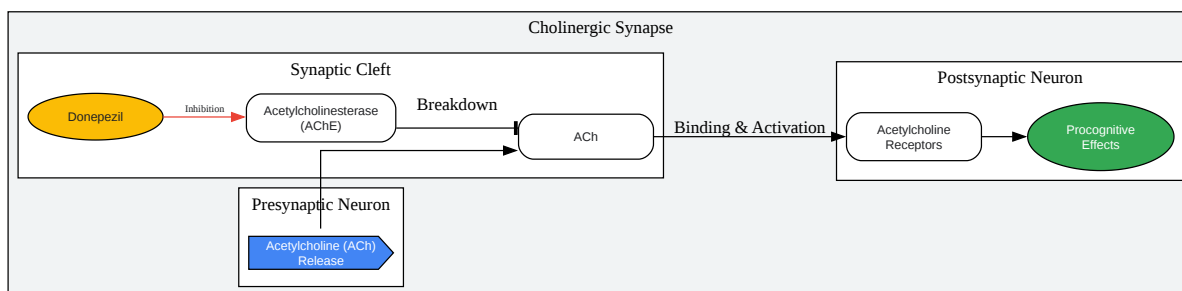 Cholinergic Synapse
Synaptic Cleft
Donepezil
Inhibition
Acetylcholinesterase
(AChE)
Breakdown
ACh
Binding & Activation
Postsynaptic Neuron
Acetylcholine
Receptors
Procognitive
Effects
Presynaptic Neuron
Acetylcholine (ACh)
Release